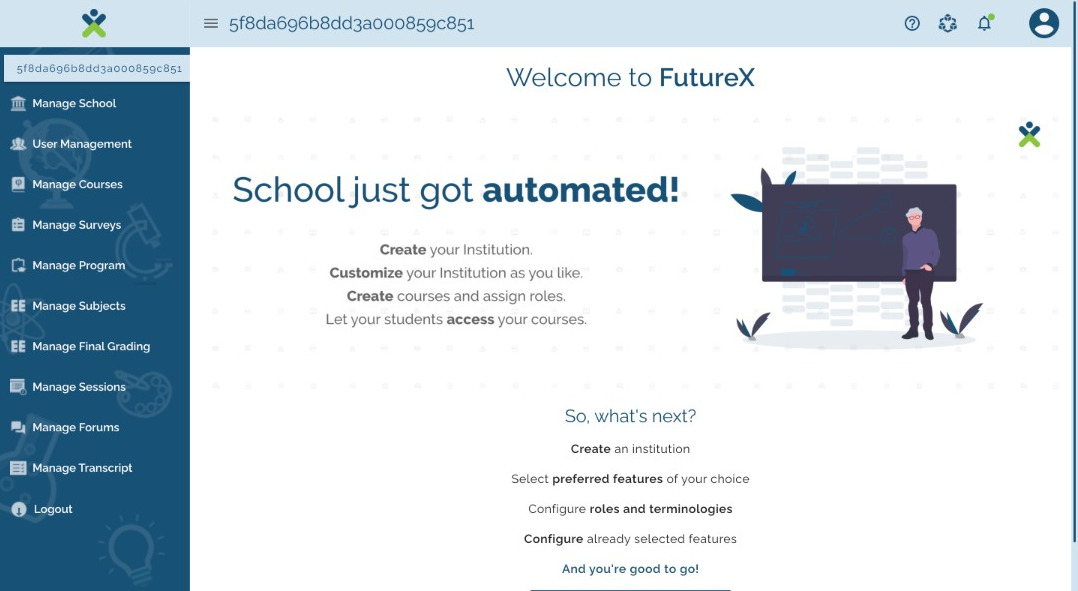 5f8da696b8dd3a000859c851
5f8da696b8dd3a000859c851
Manage School
User Management
Manage Courses
Manage Surveys
Manage Program
Manage Subjects
Manage Final Grading
Manage Sessions
Manage Forums
Manage Transcript
Logout
Welcome to FutureX
School just got automated!
Create your Institution.
Customize your Institution as you like.
Create courses and assign roles.
Let your students access your courses.
So, what's next?
Create an institution
Select preferred features of your choice
Configure roles and terminologies
Configure already selected features
And you're good to go!